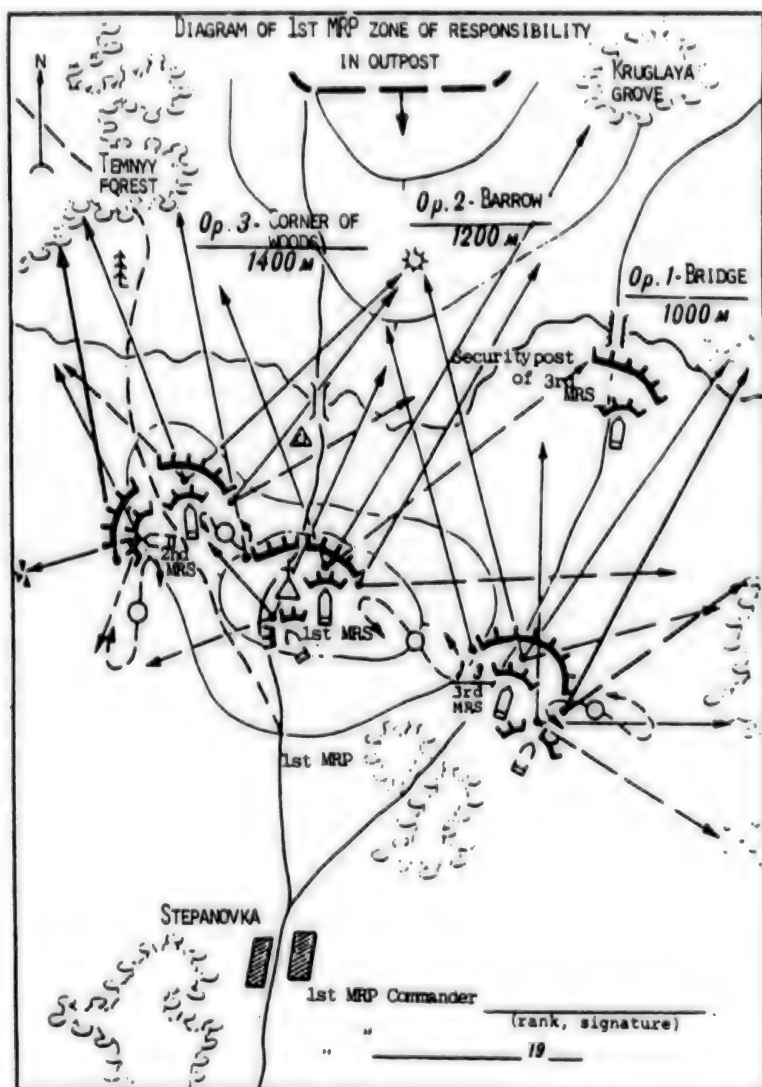 DIAGRAM OF 1ST MRP ZONE OF RESPONSIBILITY
IN OUTPOST
N
KRUGLAYA
GROVE
TEMNYY
FOREST
Op. 3 - CORNER OF
WOODS
1400 м
Op. 2 - BARROW
1200 м
Op. 1 - BRIDGE
1000 м
Security post
of 3rd
MRS
2nd
MRS
1st MRS
3rd
MRS
1st MRP
STEPANOVKA
1st MRP Commander
(rank, signature)
" " 19